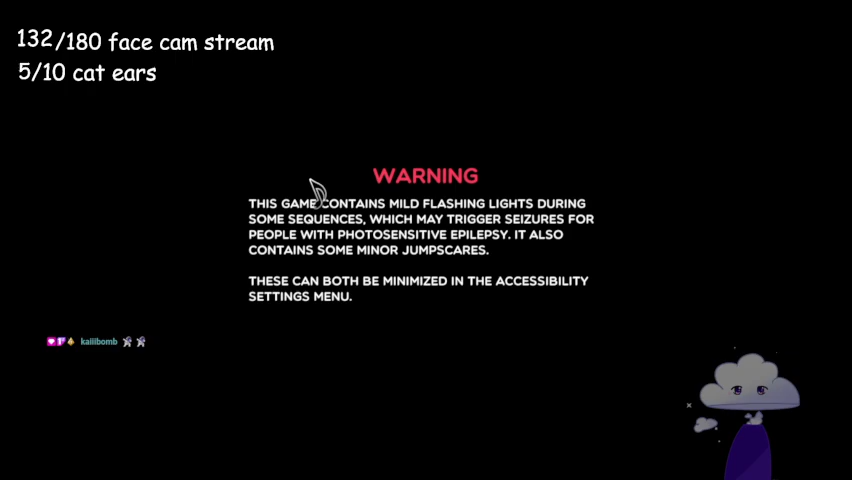 132/180 face cam stream
5/10 cat ears
WARNING
THIS GAME CONTAINS MILD FLASHING LIGHTS DURING
SOME SEQUENCES, WHICH MAY TRIGGER SEIZURES FOR
PEOPLE WITH PHOTOSENSITIVE EPILEPSY. IT ALSO
CONTAINS SOME MINOR JUMPSCARES.
THESE CAN BOTH BE MINIMIZED IN THE ACCESSIBILITY
SETTINGS MENU.
kaiiibomb